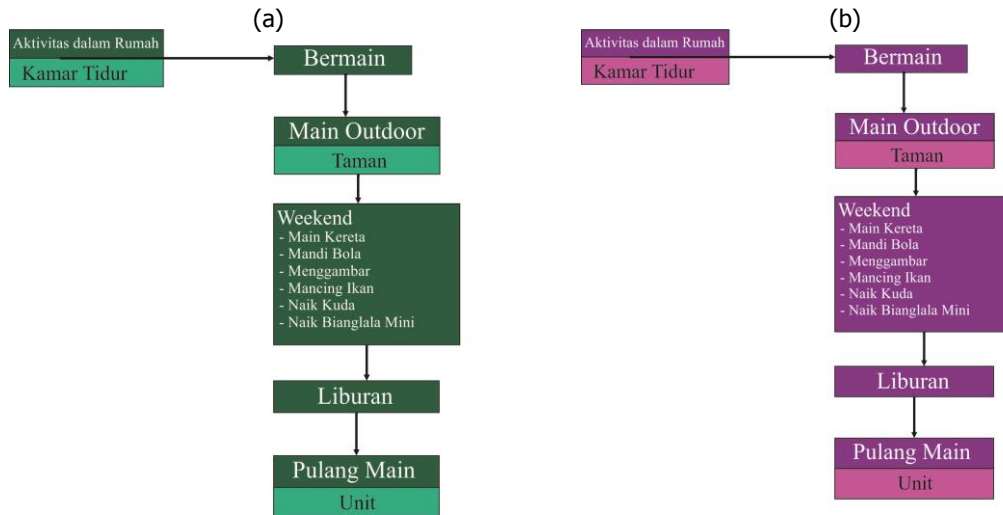 (a)
Aktivitas dalam Rumah
Kamar Tidur
Bermain
Main Outdoor
Taman
Weekend
- Main Kereta
- Mandi Bola
- Menggambar
- Mancing Ikan
- Naik Kuda
- Naik Bianglala Mini
Liburan
Pulang Main
Unit
(b)
Aktivitas dalam Rumah
Kamar Tidur
Bermain
Main Outdoor
Taman
Weekend
- Main Kereta
- Mandi Bola
- Menggambar
- Mancing Ikan
- Naik Kuda
- Naik Bianglala Mini
Liburan
Pulang Main
Unit